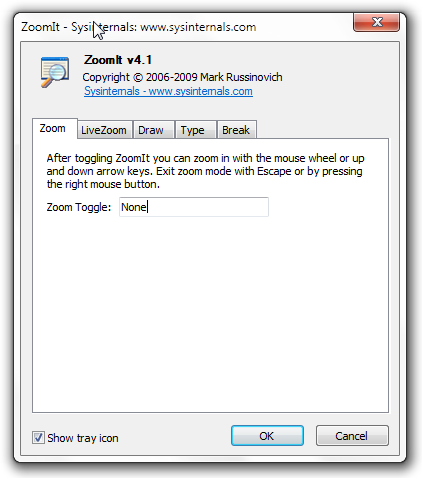 ZoomIt - Sysinternals: www.sysinternals.com
ZoomIt v4.1
Copyright © 2006-2009 Mark Russinovich
Sysinternals - www.sysinternals.com
Zoom LiveZoom Draw Type Break
After toggling ZoomIt you can zoom in with the mouse wheel or up
and down arrow keys. Exit zoom mode with Escape or by pressing
the right mouse button.
Zoom Toggle: None
Show tray icon OK Cancel